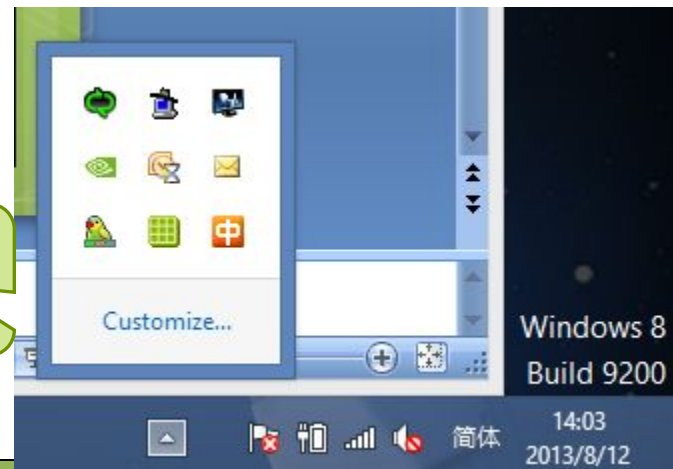 中
Customize...
Windows 8
Build 9200
简体
14:03
2013/8/12